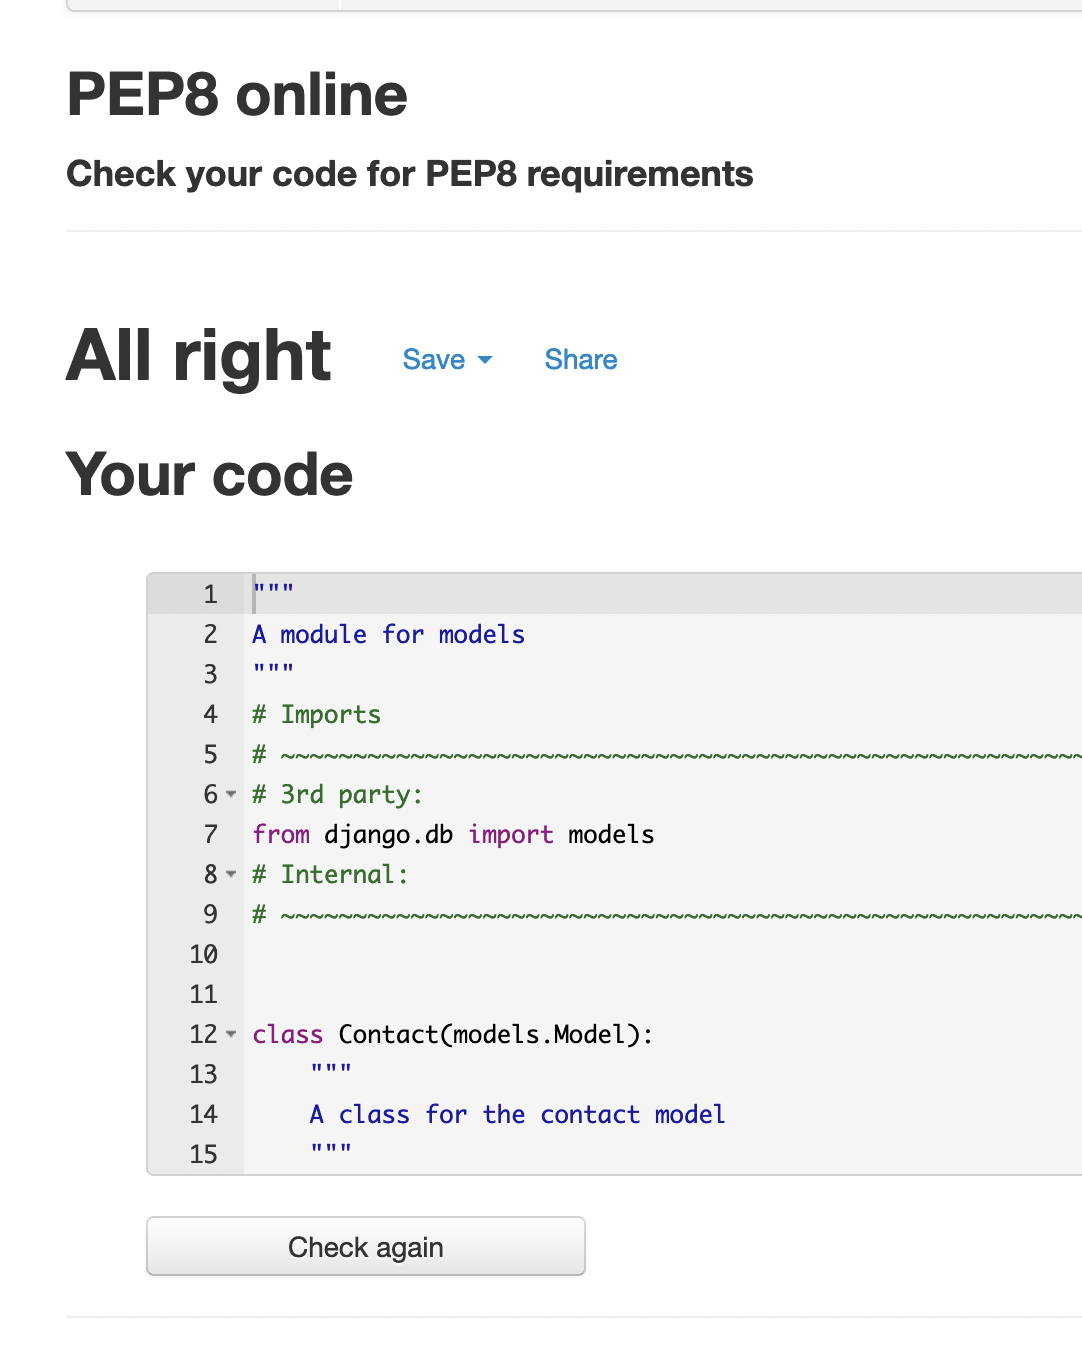 PEP8 online
Check your code for PEP8 requirements
All right Save Share
Your code
1 """
2 A module for models
3 """
4 # Imports
5 # ~~~~~~~~~~~~~~~~~~~~~~~~~~~~~~~~~~~~~~~~~~~~~~~~~~~~~~~~
6 # 3rd party:
7 from django.db import models
8 # Internal:
9 # ~~~~~~~~~~~~~~~~~~~~~~~~~~~~~~~~~~~~~~~~~~~~~~~~~~~~~~~~
10
11
12 class Contact(models.Model):
13     """
14     A class for the contact model
15     """
Check again